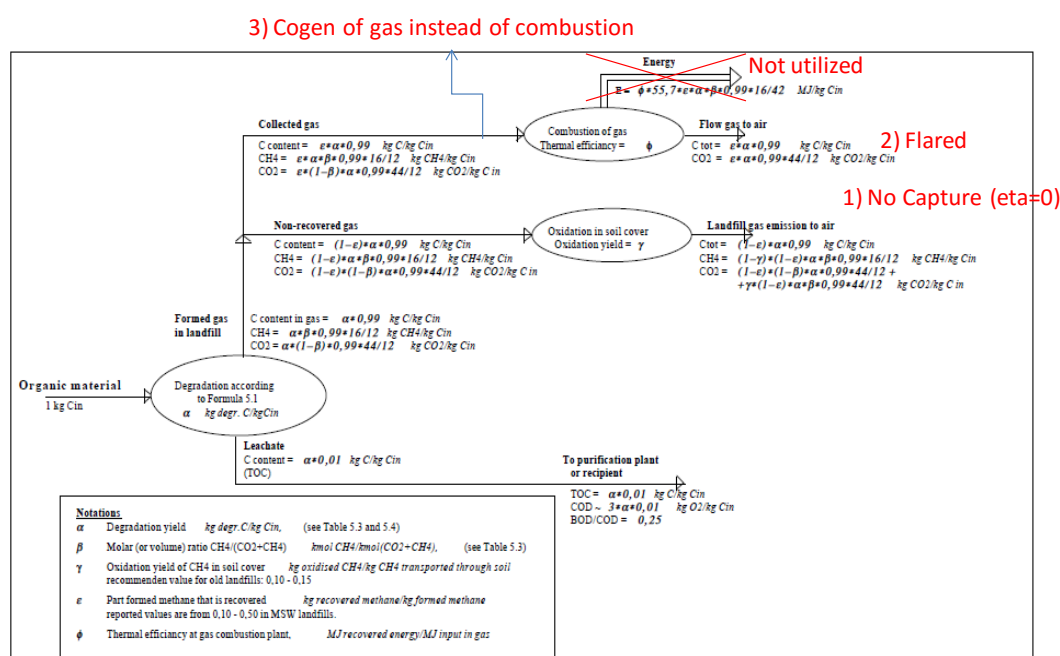 3) Cogen of gas instead of combustion
Energy
Not utilized
E = ϕ*55,7*ε*α*β*0,99*16/42 MJ/kg Cin
Collected gas
C content = ε*α*0,99 kg C/kg Cin
CH4 = ε*α*β*0,99*16/12 kg CH4/kg Cin
CO2 = ε*(1-β)*α*0,99*44/12 kg CO2/kg C in
Combustion of gas
Thermal efficiancy = ϕ
Flow gas to air
C tot = ε*α*0,99 kg C/kg Cin
CO2 = ε*α*0,99*44/12 kg CO2/kg Cin
2) Flared
1) No Capture (eta=0)
Non-recovered gas
C content = (1-ε)*α*0,99 kg C/kg Cin
CH4 = (1-ε)*α*β*0,99*16/12 kg CH4/kg Cin
CO2 = (1-ε)*(1-β)*α*0,99*44/12 kg CO2/kg C in
Oxidation in soil cover
Oxidation yield = γ
Landfill gas emission to air
Ctot = (1-ε)*α*0,99 kg C/kg Cin
CH4 = (1-γ)*(1-ε)*α*β*0,99*16/12 kg CH4/kg Cin
CO2 = (1-ε)*(1-β)*α*0,99*44/12 +
+γ*(1-ε)*α*β*0,99*44/12 kg CO2/kg C in
Formed gas
in landfill
C content in gas = α*0,99 kg C/kg Cin
CH4 = α*β*0,99*16/12 kg CH4/kg Cin
CO2 = α*(1-β)*0,99*44/12 kg CO2/kg Cin
Organic material
1 kg Cin
Degradation according
to Formula 5.1
α kg degr. C/kgCin
Leachate
C content = α*0,01 kg C/kg Cin
(TOC)
To purification plant
or recipient
TOC = α*0,01 kg C/kg Cin
COD ~ 3*α*0,01 kg O2/kg Cin
BOD/COD = 0,25
Notations
α Degradation yield kg degr.C/kg Cin, (see Table 5.3 and 5.4)
β Molar (or volume) ratio CH4/(CO2+CH4) kmol CH4/kmol(CO2+CH4), (see Table 5.3)
γ Oxidation yield of CH4 in soil cover kg oxidised CH4/kg CH4 transported through soil
recommenden value for old landfills: 0,10 - 0,15
ε Part formed methane that is recovered kg recovered methane/kg formed methane
reported values are from 0,10 - 0,50 in MSW landfills.
ϕ Thermal efficiancy at gas combustion plant, MJ recovered energy/MJ input in gas